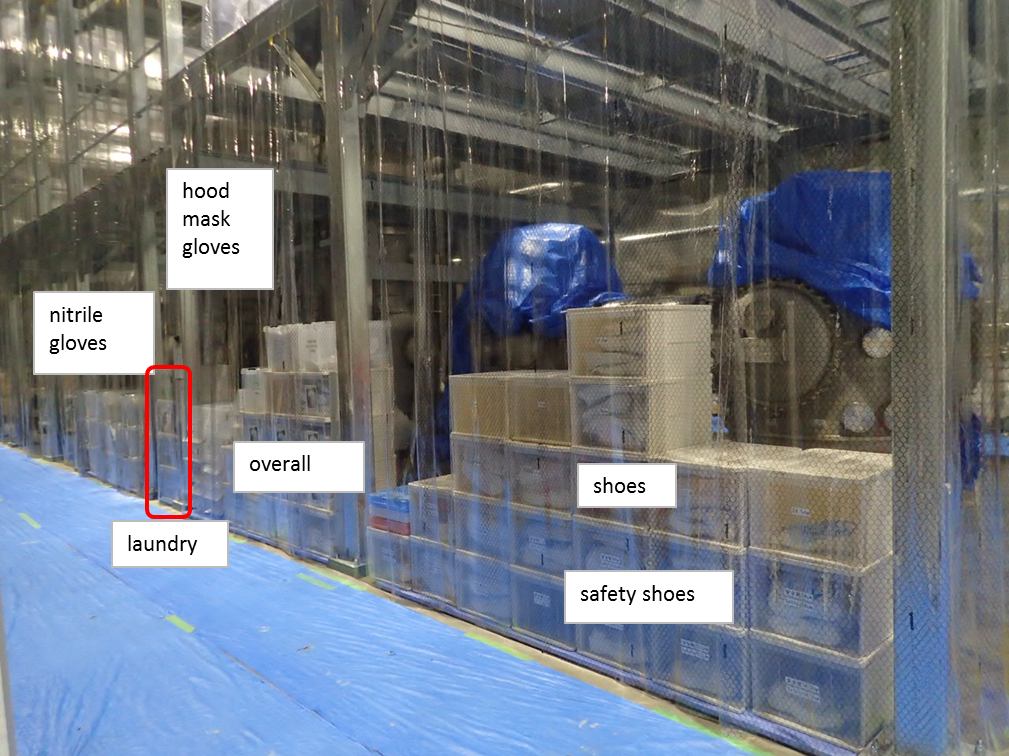 hood
mask
gloves
nitrile
gloves
overall
shoes
laundry
safety shoes